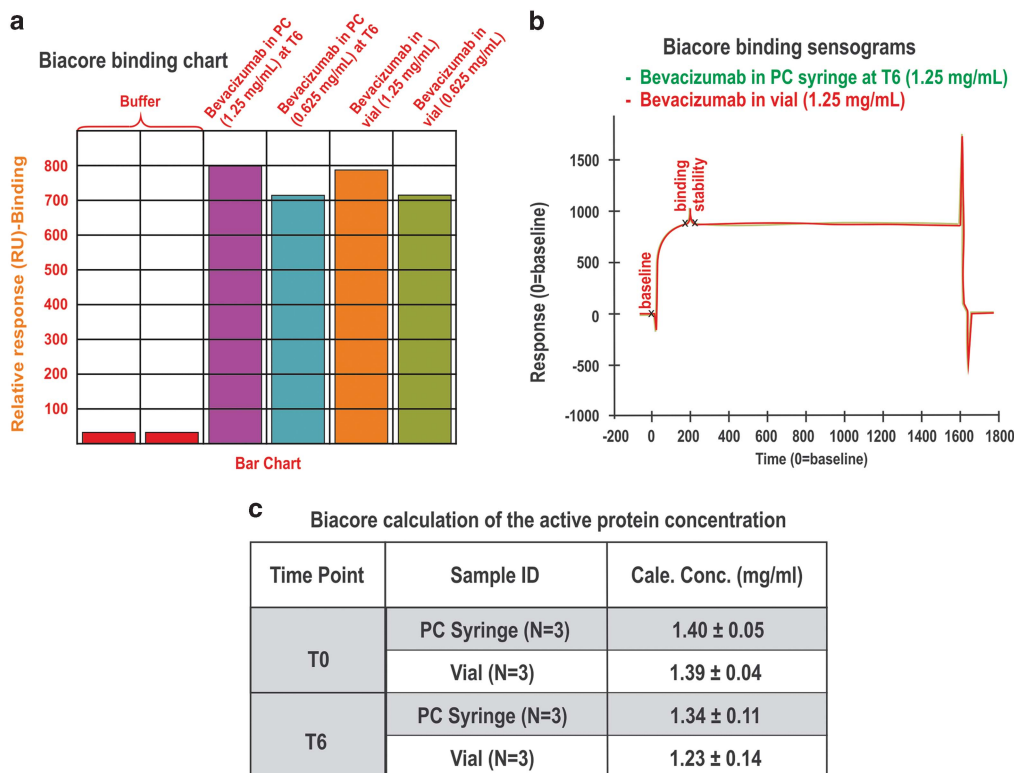 a
Biacore binding chart
Buffer
Bevacizumab in PC
(1.25 mg/mL) at T6
Bevacizumab in PC
(0.625 mg/mL) at T6
Bevacizumab in
vial (1.25 mg/mL)
Bevacizumab in
vial (0.625 mg/mL)
Relative response (RU)-Binding
800
700
600
500
400
300
200
100
Bar Chart
b
Biacore binding sensograms
- Bevacizumab in PC syringe at T6 (1.25 mg/mL)
- Bevacizumab in vial (1.25 mg/mL)
Response (0=baseline)
1500
1000
500
0
-500
-1000
baseline
binding
stability
-200 0 200 400 600 800 1000 1200 1400 1600 1800
Time (0=baseline)
c
Biacore calculation of the active protein concentration
Time Point Sample ID Cale. Conc. (mg/ml)
T0
PC Syringe (N=3) 1.40 ± 0.05
Vial (N=3) 1.39 ± 0.04
T6
PC Syringe (N=3) 1.34 ± 0.11
Vial (N=3) 1.23 ± 0.14